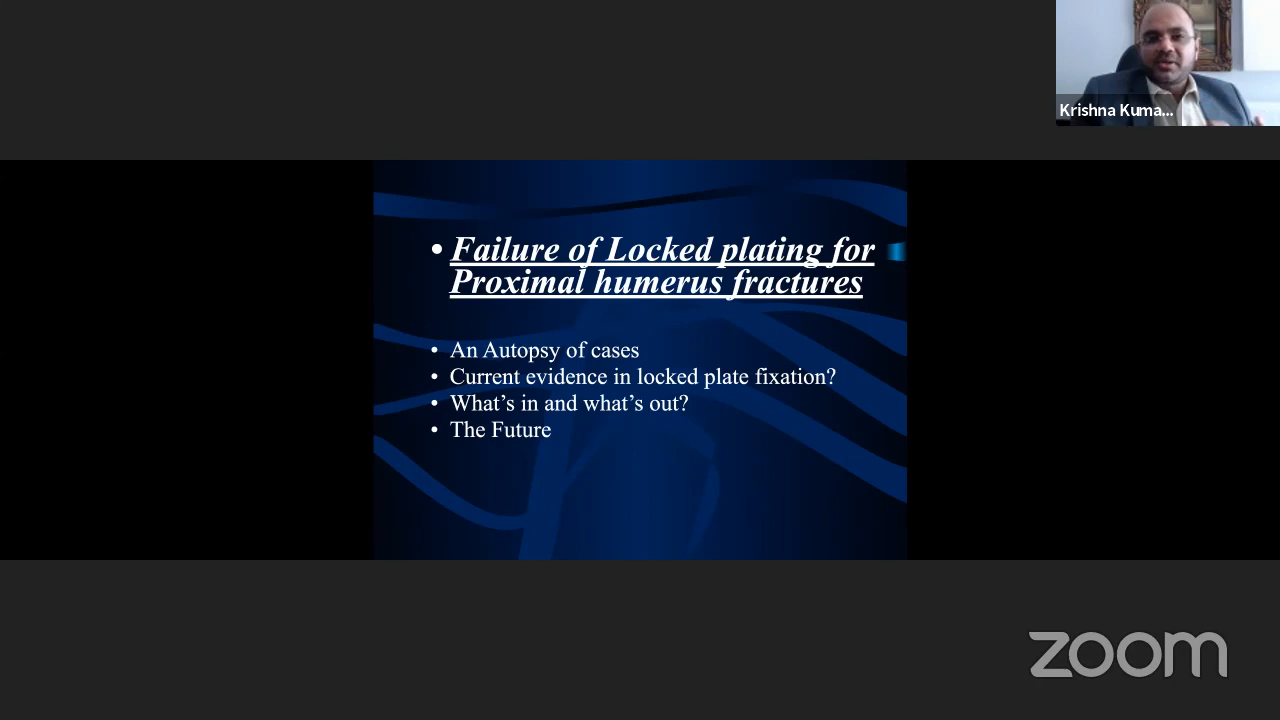 Krishna Kuma...
• Failure of Locked plating for
Proximal humerus fractures
• An Autopsy of cases
• Current evidence in locked plate fixation?
• What’s in and what’s out?
• The Future
zoom